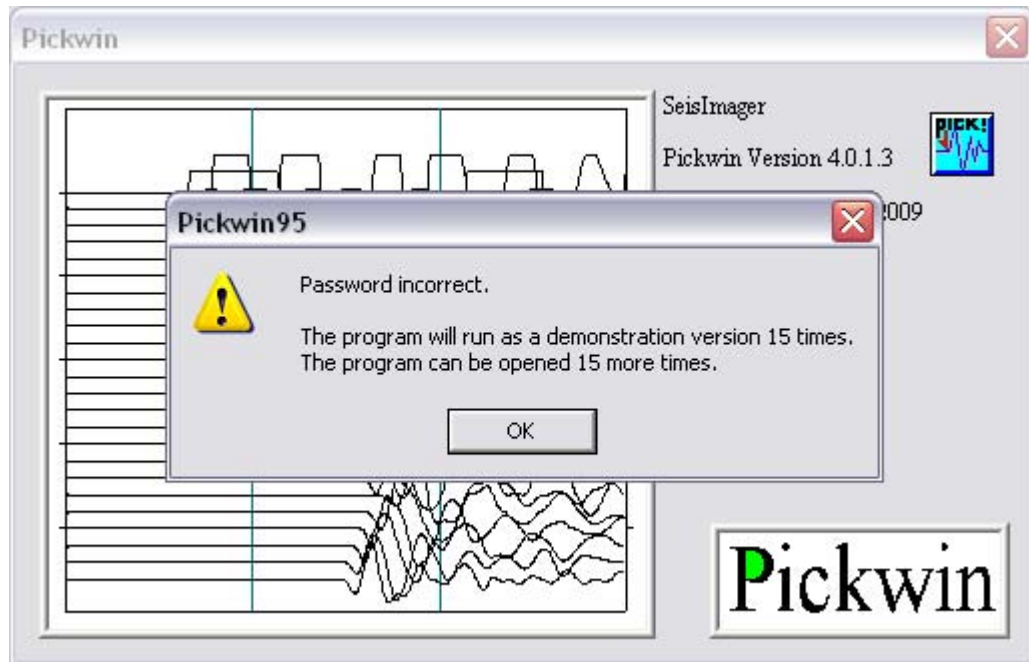 Pickwin
SeisImager
PICK!
Pickwin Version 4.0.1.3
2009
Pickwin95
Password incorrect.
The program will run as a demonstration version 15 times.
The program can be opened 15 more times.
OK
Pickwin